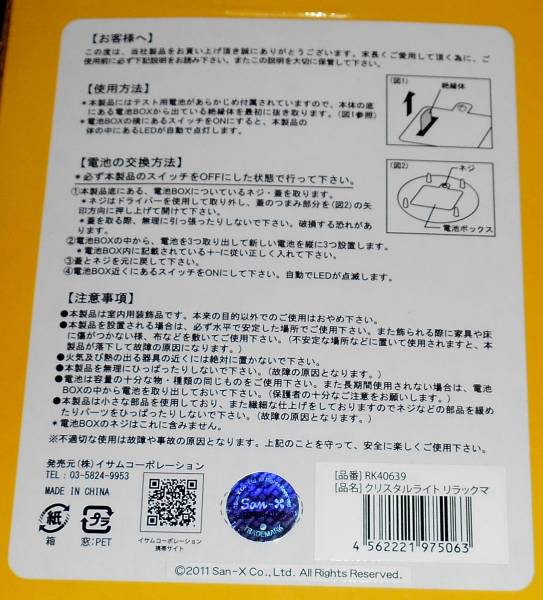 【お客様へ】
この度は、当社製品をお買い上げ頂き誠にありがとうございます。末長くご愛用して頂く為に、ご
使用前に必ず下記説明をお読み下さい。またこの説明を大切に保管して下さい。
【使用方法】
＊本製品にはテスト用電池があらかじめ付属されていますので、本体の底
にある電池BOXから出ている絶縁体を最初に抜き取ります。（図1参照）
＊電池BOXの横にあるスイッチをONにすると、本製品の
体の中にあるLEDが自動で点灯します。
（図1）
絶縁体
【電池の交換方法】
＊必ず本製品のスイッチをOFFにした状態で行って下さい。
①本製品底にある、電池BOXについているネジ・蓋を取ります。
＊ネジはドライバーを使用して取り外し、蓋のつまみ部分を（図2）の矢
印方向に押し上げて開けて下さい。
＊蓋を取る際、無理に引っ張ったりしないで下さい。破損する恐れがあ
ります。
②電池BOXの中から、電池を3つ取り出して新しい電池を縦に3つ設置します。
＊電池BOX内に記載されている＋−に従い正しく入れて下さい。
③蓋とネジを元に戻して下さい。
④電池BOX近くにあるスイッチをONにして下さい。自動でLEDが点滅します。
（図2）
ネジ
電池ボックス
【注意事項】
●本製品は室内用装飾品です。本来の目的以外でのご使用はおやめ下さい。
●本製品を設置される場合は、必ず水平で安定した場所でご使用下さい。また飾られる際に家具や床
に傷がつかない様、布などを敷いてご使用下さい。（不安定な場所などに置いて使用されますと、本
製品が落下して故障の原因になります。）
●火気及び熱の出る器具の近くには絶対に置かないで下さい。
●本製品を無理にひっぱったりしないで下さい。（故障の原因となります。）
●電池は容量の十分な物・種類の同じものをご使用下さい。また長期間使用されない場合は、電池
BOXの中から電池を取り出しておいて下さい。（保護者の十分なご注意をお願いします。）
●本製品は小さな部品を使用しており、また繊細な仕上げをしておりますのでネジなどの部品を緩め
たりパーツをひっぱったりしないで下さい。（故障の原因となります。）
＊電池BOXのネジはこれに含みません。
※不適切な使用は故障や事故の原因となります。上記のことを守って、安全に楽しくご使用下さい。
発売元（株）イサムコーポレーション
TEL：03-5824-9953
MADE IN CHINA
紙
箱
プラ
窓：PET
イサムコーポレーション
携帯サイト
San-X
TRADEMARK
[品番] RK40639
[品名] クリスタルライト リラックマ
4 562221 975063
©2011 San-X Co., Ltd. All Rights Reserved.